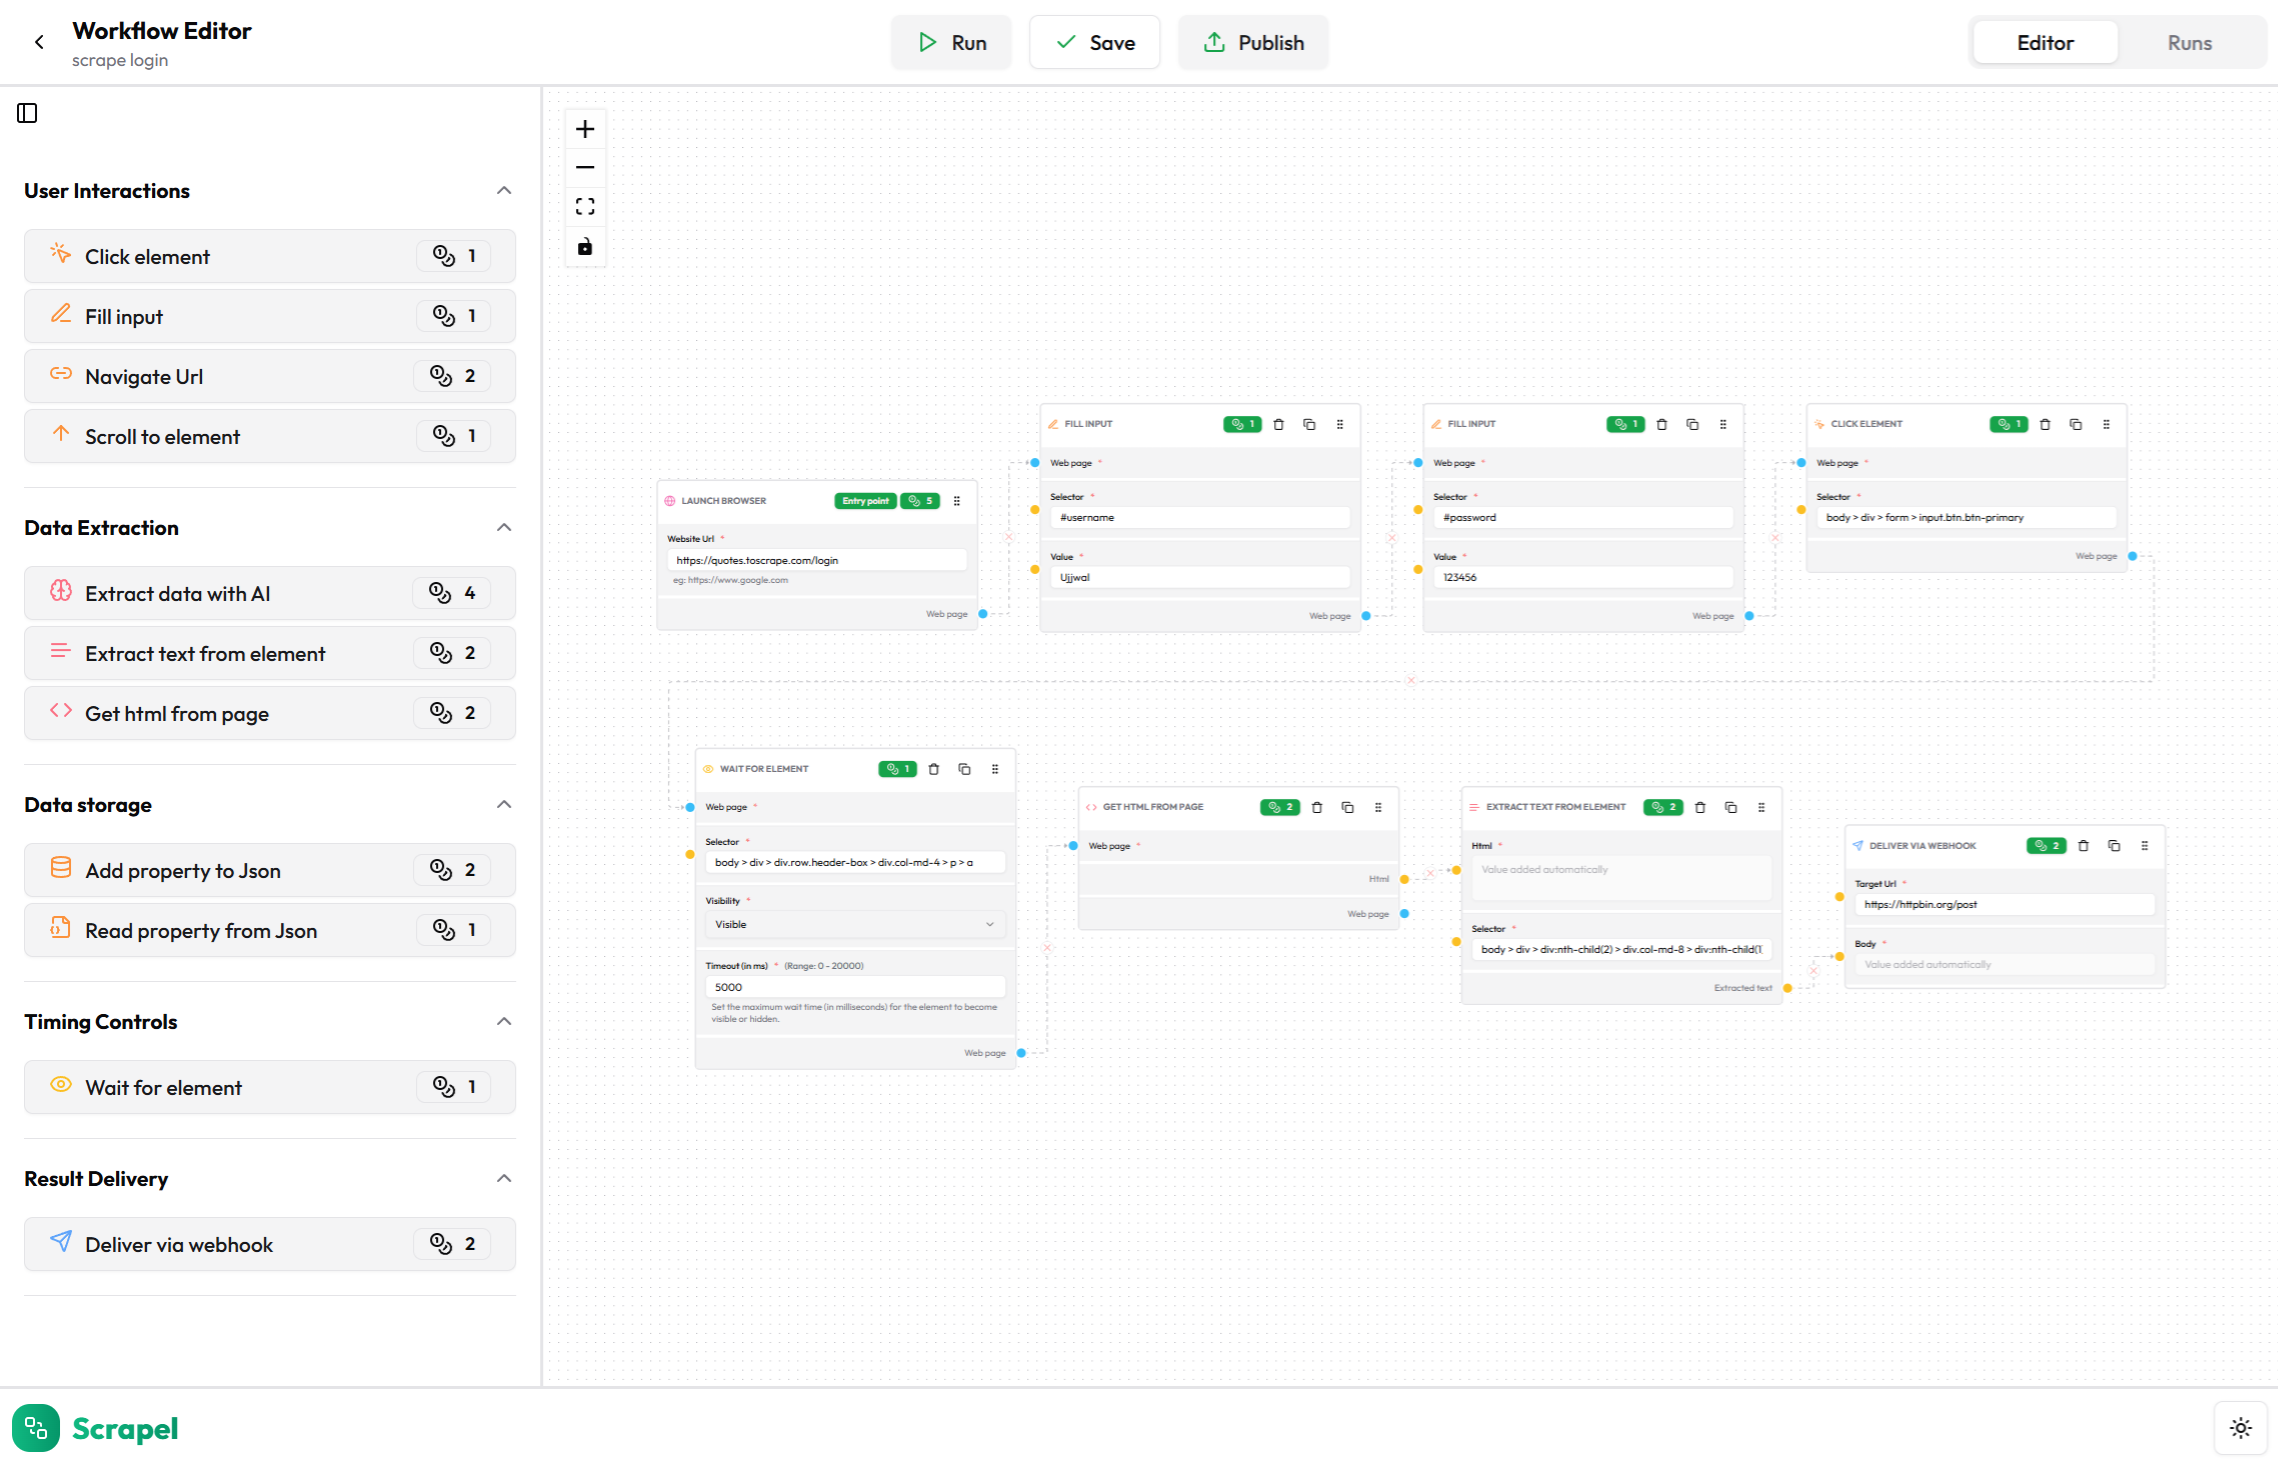 Workflow Editor
scrape login
Run
Save
Publish
Editor
Runs
User Interactions
Click element 1
Fill input 1
Navigate Url 2
Scroll to element 1
Data Extraction
Extract data with AI 4
Extract text from element 2
Get html from page 2
Data storage
Add property to Json 2
Read property from Json 1
Timing Controls
Wait for element 1
Result Delivery
Deliver via webhook 2
Scrapel
LAUNCH BROWSER Entry point 5
Website Url *
https://quotes.toscrape.com/login
eg: https://www.google.com
Web page
FILL INPUT 1
Web page *
Selector *
#username
Value *
Ujjwal
Web page
FILL INPUT 1
Web page *
Selector *
#password
Value *
123456
Web page
CLICK ELEMENT 1
Web page *
Selector *
body > div > form > input.btn.btn-primary
Web page
WAIT FOR ELEMENT 1
Web page *
Selector *
body > div > div.row.header-box > div.col-md-4 > p > a
Visibility *
Visible
Timeout (in ms) * (Range: 0 - 20000)
5000
Set the maximum wait time (in milliseconds) for the element to become
visible or hidden.
Web page
GET HTML FROM PAGE 2
Web page *
Html
Web page
EXTRACT TEXT FROM ELEMENT 2
Html *
Value added automatically
Selector *
body > div > div:nth-child(2) > div.col-md-8 > div:nth-child(1
Extracted text
DELIVER VIA WEBHOOK 2
Target Url *
https://httpbin.org/post
Body *
Value added automatically